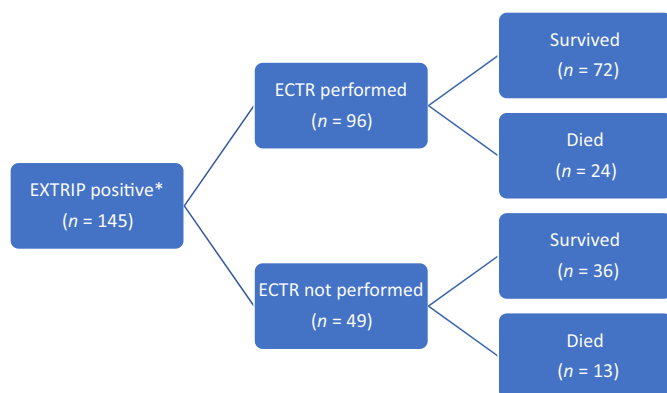 Survived
(n = 72)
ECTR performed
(n = 96)
Died
(n = 24)
EXTRIP positive*
(n = 145)
Survived
(n = 36)
ECTR not performed
(n = 49)
Died
(n = 13)